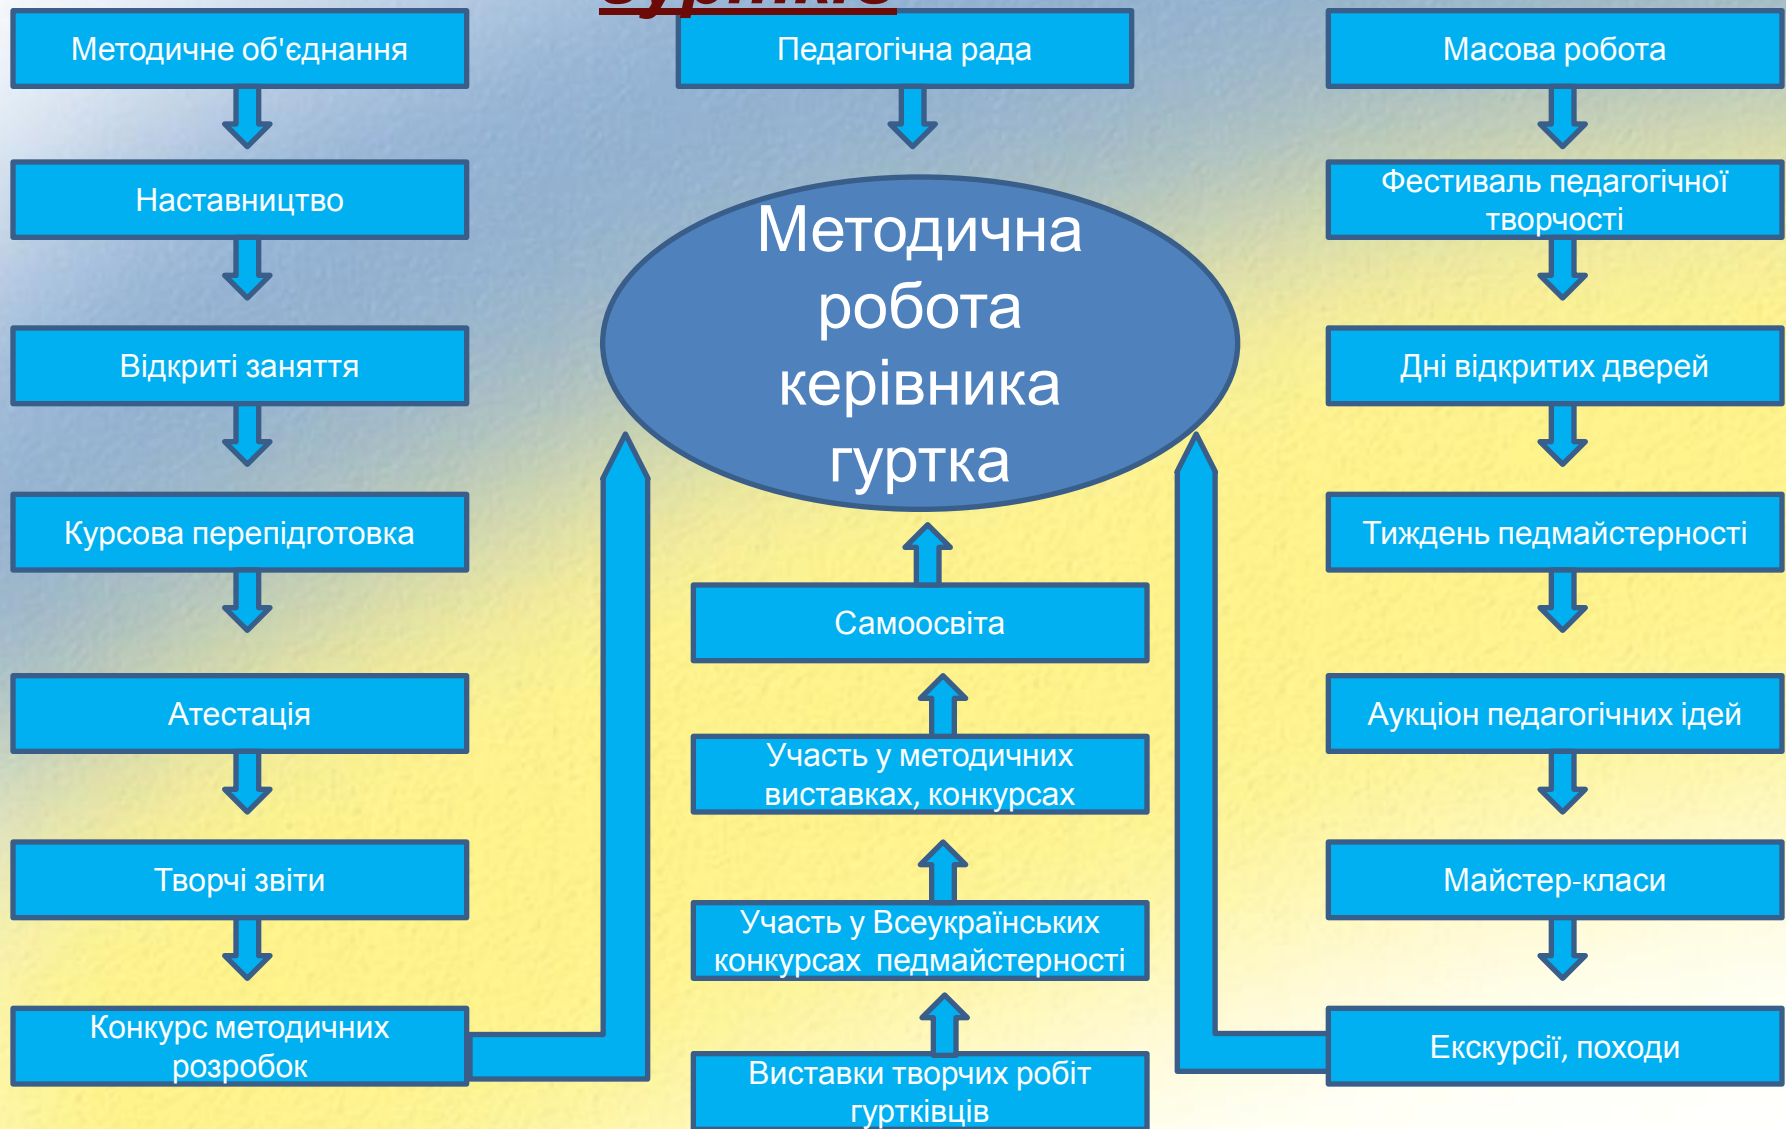 Методичне об'єднання
Наставництво
Відкриті заняття
Курсова перепідготовка
Атестація
Творчі звіти
Конкурс методичних
розробок
Педагогічна рада
Методична
робота
керівника
гуртка
Самоосвіта
Участь у методичних
виставках, конкурсах
Участь у Всеукраїнських
конкурсах  педмайстерності
Виставки творчих робіт
гуртківців
Масова робота
Фестиваль педагогічної
творчості
Дні відкритих дверей
Тиждень педмайстерності
Аукціон педагогічних ідей
Майстер-класи
Екскурсії, походи